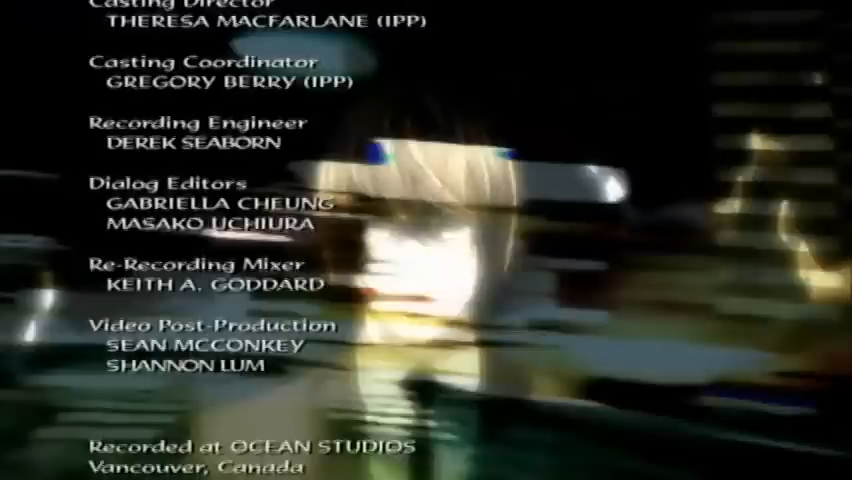 Casting Director
THERESA MACFARLANE (IPP)
Casting Coordinator
GREGORY BERRY (IPP)
Recording Engineer
DEREK SEABORN
Dialog Editors
GABRIELLA CHEUNG
MASAKO UCHIURA
Re-Recording Mixer
KEITH A. GODDARD
Video Post-Production
SEAN MCCONKEY
SHANNON LUM
Recorded at OCEAN STUDIOS
Vancouver, Canada